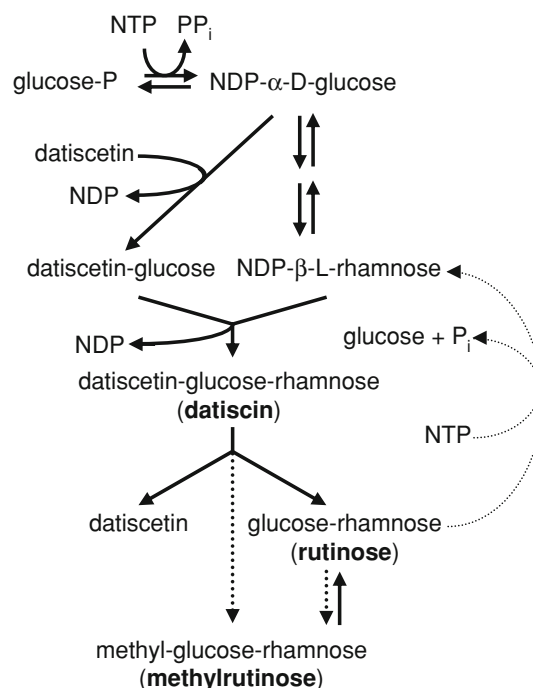 NTP PPi
glucose-P NDP-α-D-glucose
datiscetin
NDP
datiscetin-glucose NDP-β-L-rhamnose
NDP glucose + Pi
datiscetin-glucose-rhamnose
(datiscin)
NTP
datiscetin glucose-rhamnose
(rutinose)
methyl-glucose-rhamnose
(methylrutinose)